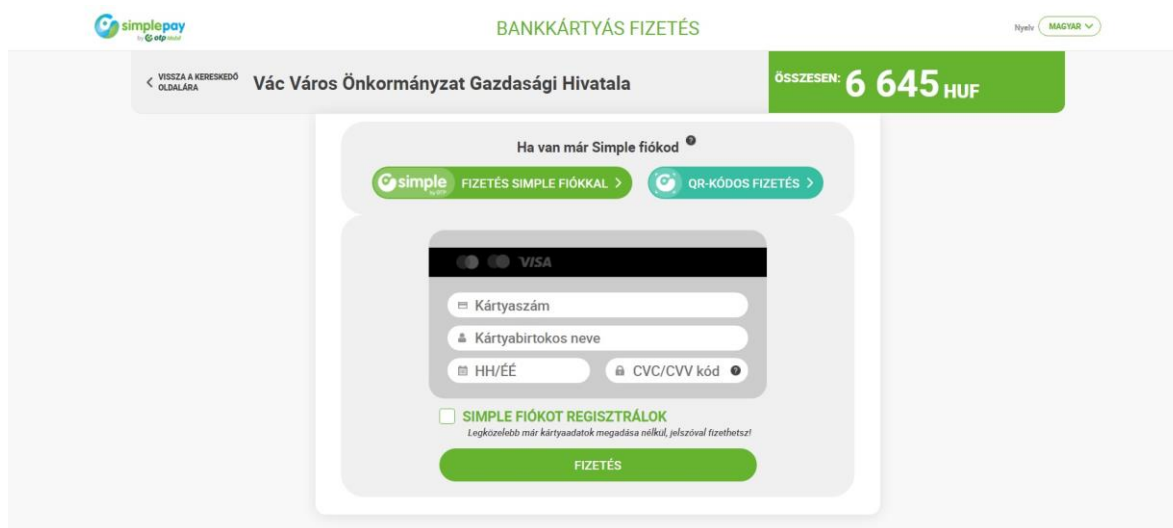 simplepay
by otp mobil
BANKKÁRTYÁS FIZETÉS
Nyelv MAGYAR
VISSZA A KERESKEDŐ
OLDALÁRA
Vác Város Önkormányzat Gazdasági Hivatala
ÖSSZESEN: 6 645 HUF
Ha van már Simple fiókod
simple
FIZETÉS SIMPLE FIÓKKAL
QR-KÓDOS FIZETÉS
VISA
Kártyaszám
Kártyabirtokos neve
HH/ÉÉ
CVC/CVV kód
SIMPLE FIÓKOT REGISZTRÁLOK
Legközelebb már kártyaadatok megadása nélkül, jelszóval fizethetsz!
FIZETÉS